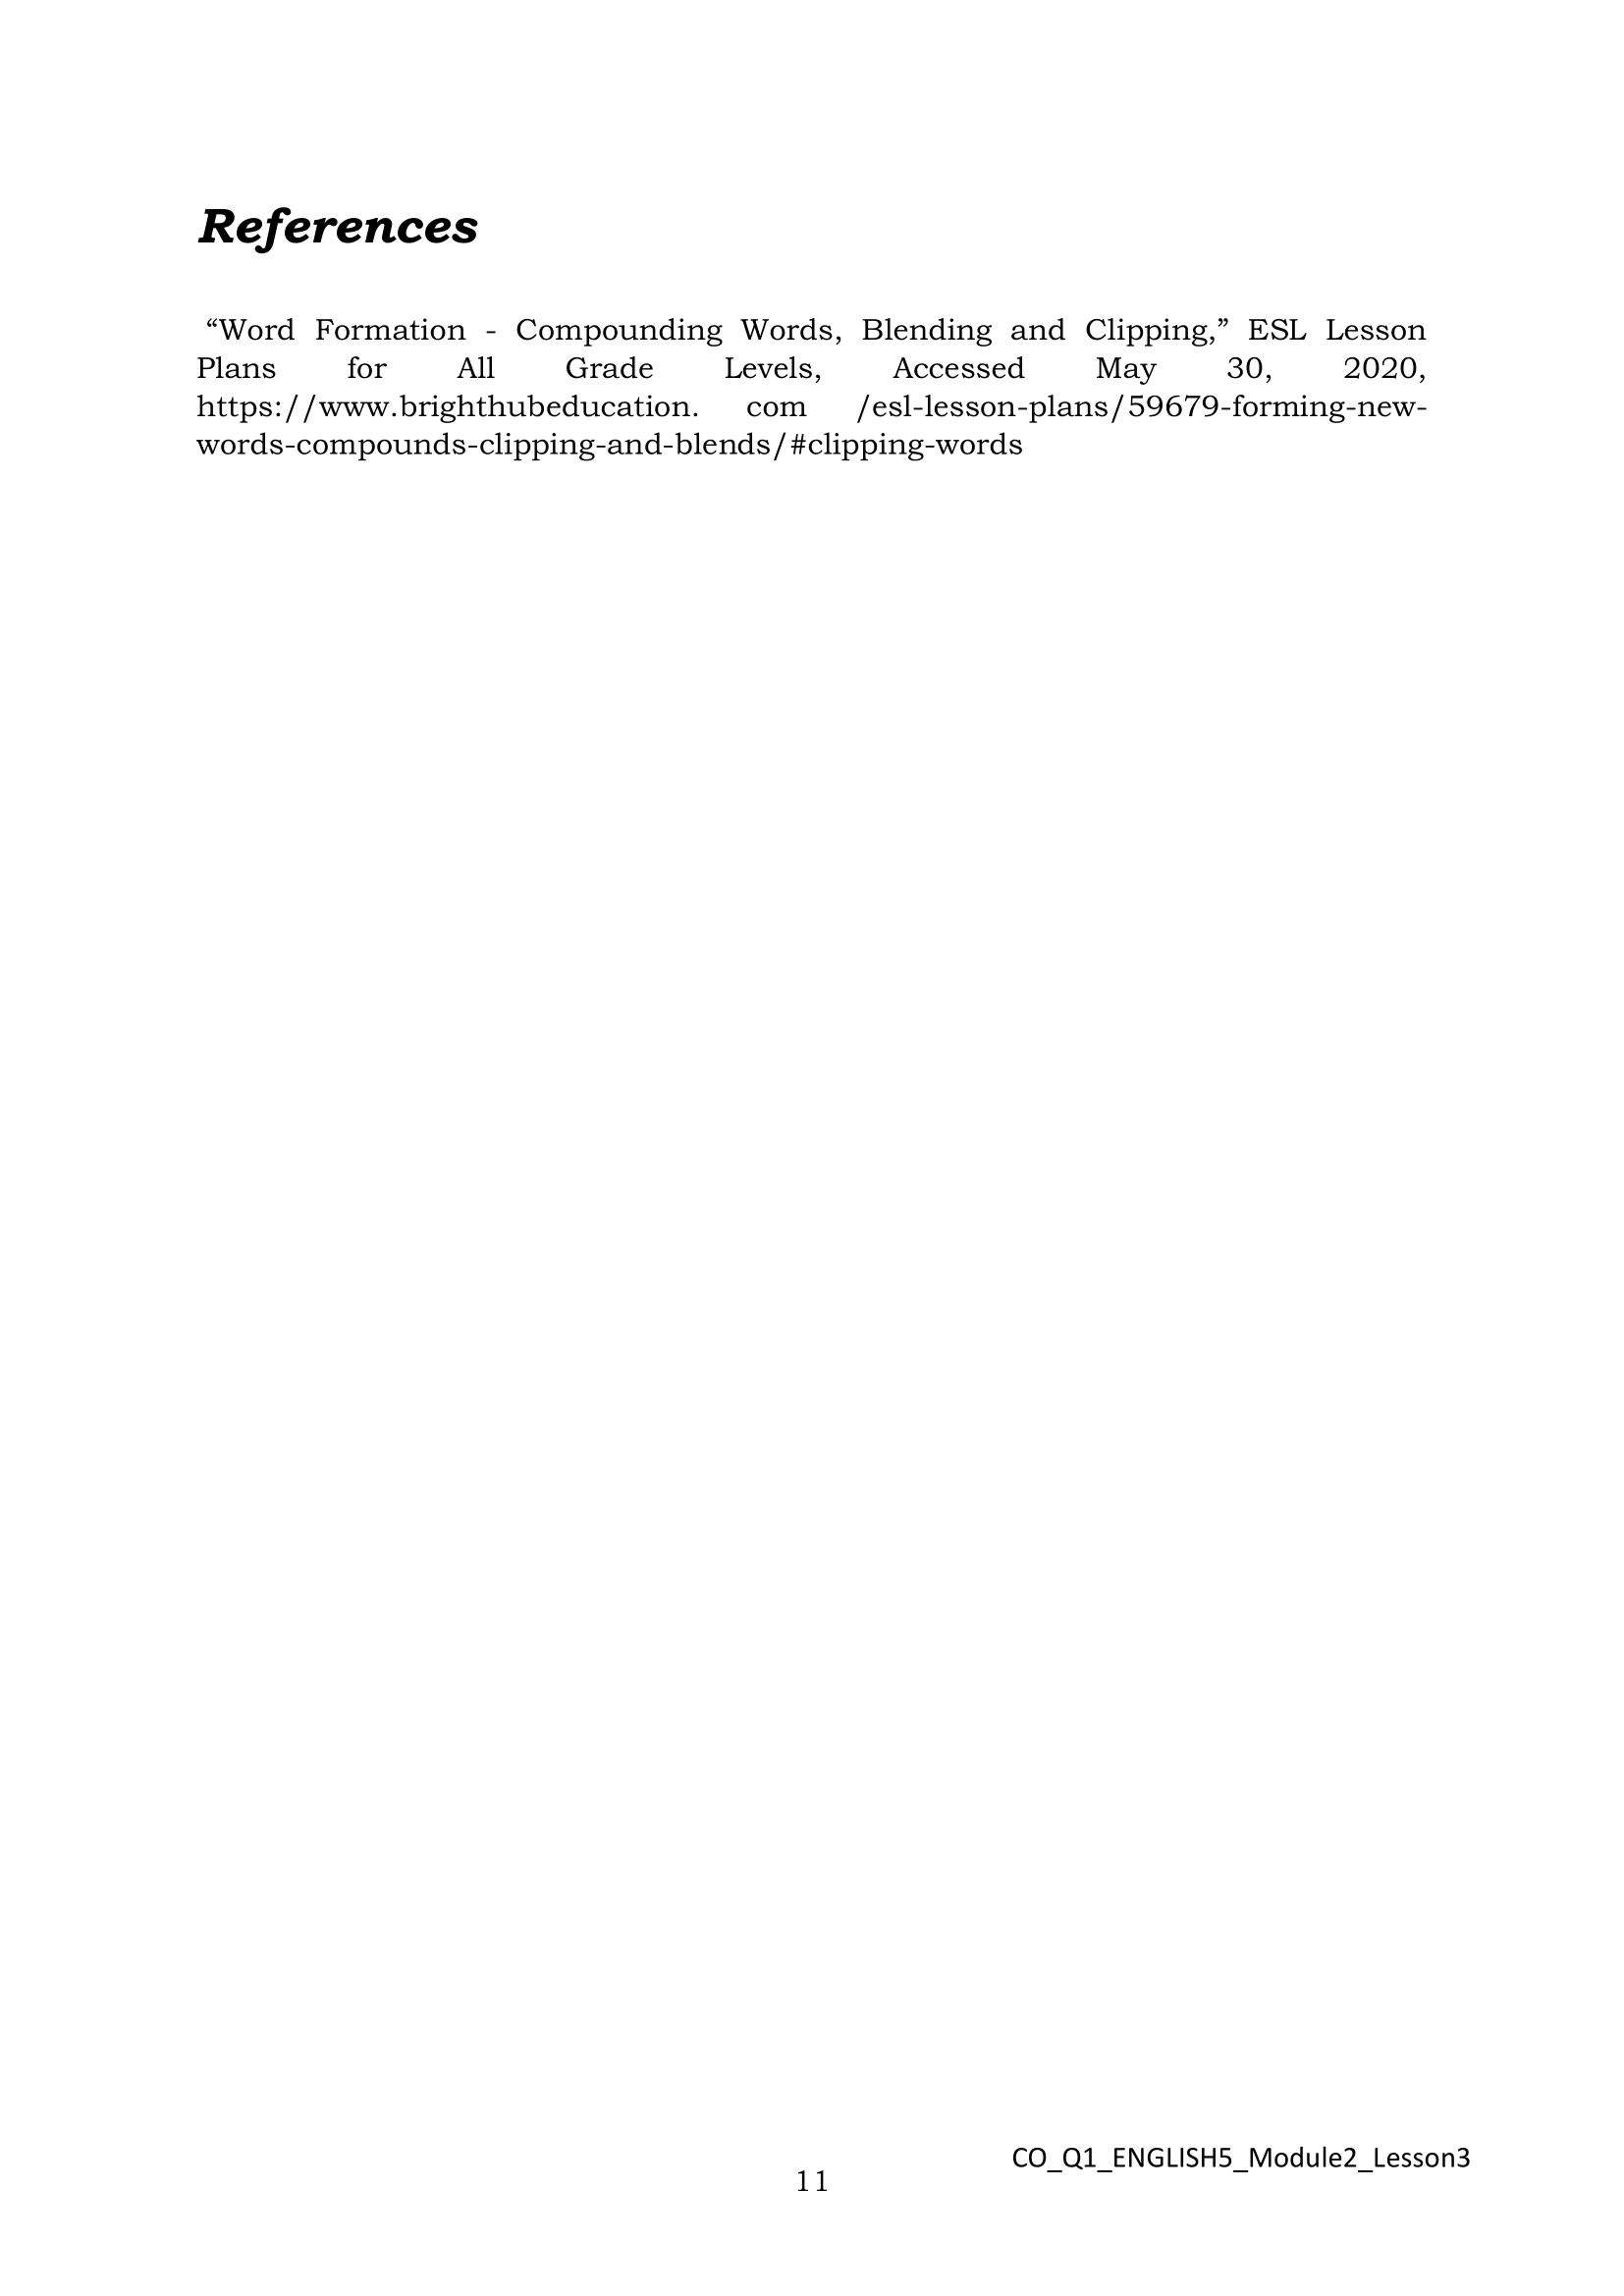 References
“Word Formation - Compounding Words, Blending and Clipping,” ESL Lesson
Plans for All Grade Levels, Accessed May 30, 2020,
https://www.brighthubeducation. com /esl-lesson-plans/59679-forming-new-
words-compounds-clipping-and-blends/#clipping-words
CO_Q1_ENGLISH5_Module2_Lesson3
11